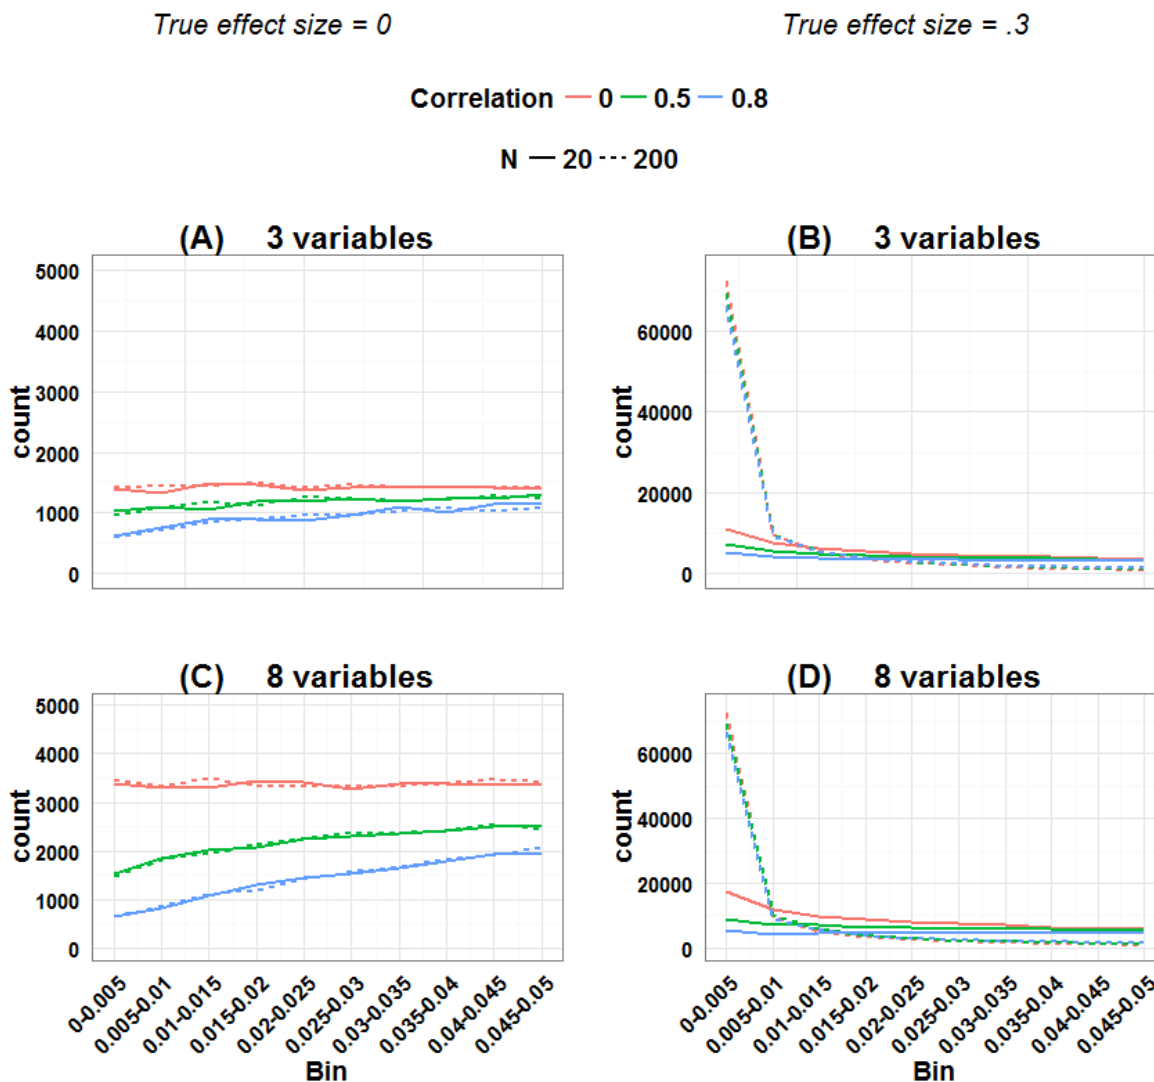 True effect size = 0
True effect size = .3
Correlation 0 0.5 0.8
N 20 200
(A) 3 variables
5000
4000
3000
2000
1000
0
count
(B) 3 variables
60000
40000
20000
0
count
(C) 8 variables
5000
4000
3000
2000
1000
0
count
0-0.005
0.005-0.01
0.01-0.015
0.015-0.02
0.02-0.025
0.025-0.03
0.03-0.035
0.035-0.04
0.04-0.045
0.045-0.05
Bin
(D) 8 variables
60000
40000
20000
0
count
0-0.005
0.005-0.01
0.01-0.015
0.015-0.02
0.02-0.025
0.025-0.03
0.03-0.035
0.035-0.04
0.04-0.045
0.045-0.05
Bin